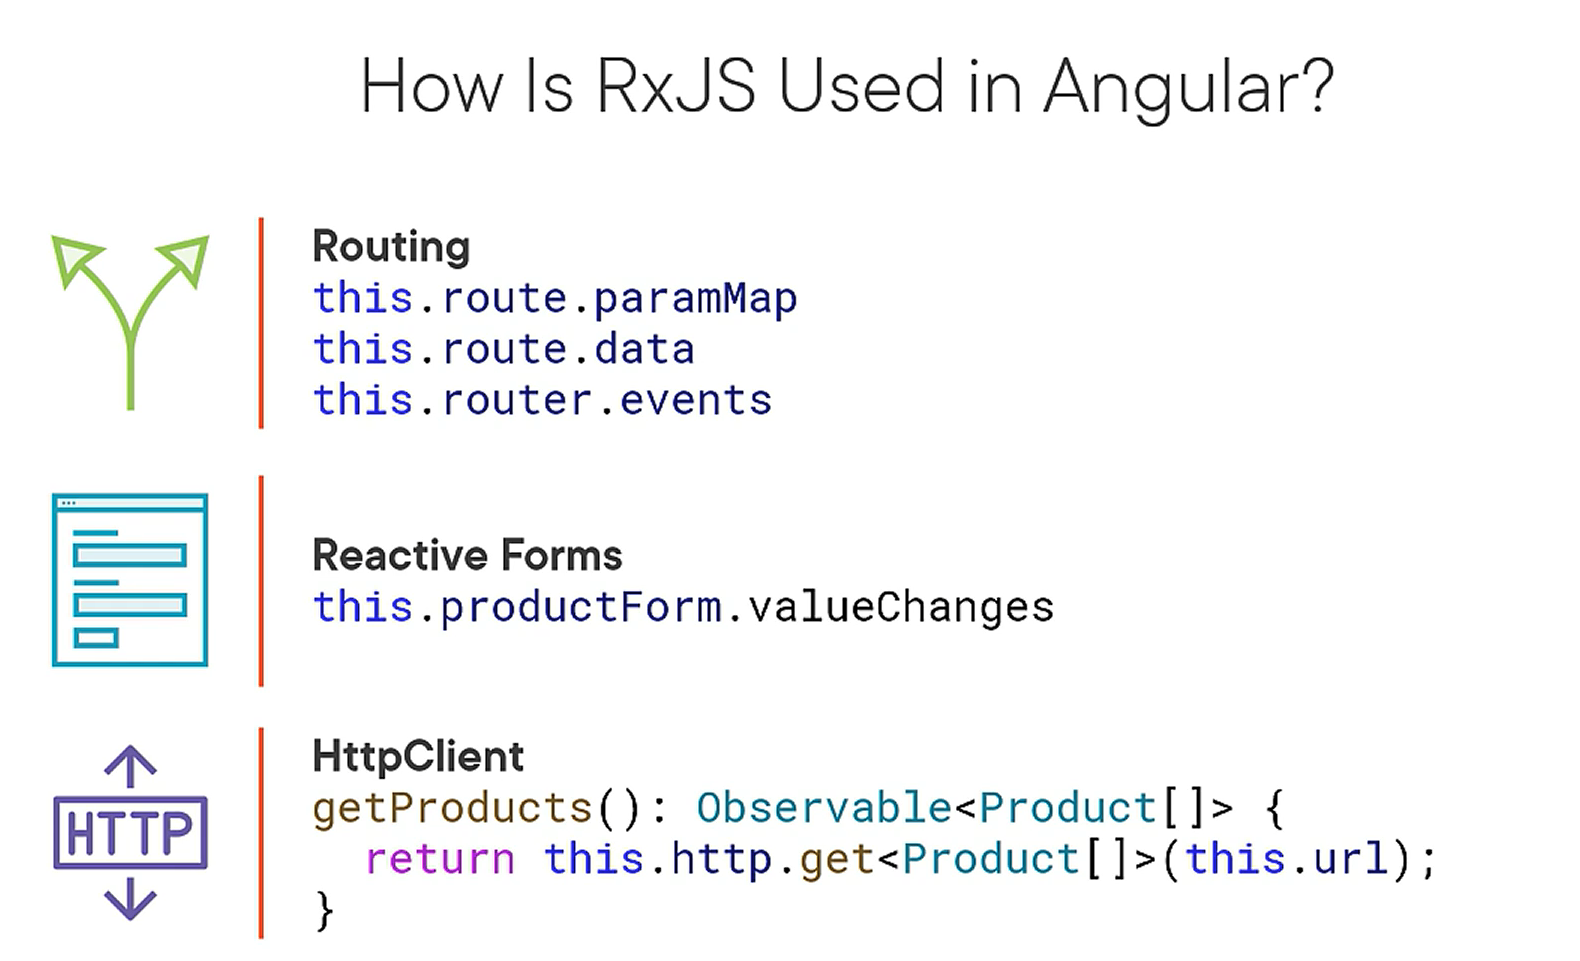 How Is RxJS Used in Angular?
Routing
this.route.paramMap
this.route.data
this.router.events
Reactive Forms
this.productForm.valueChanges
HTTP
HttpClient
getProducts(): Observable<Product[]> {
  return this.http.get<Product[]>(this.url);
}